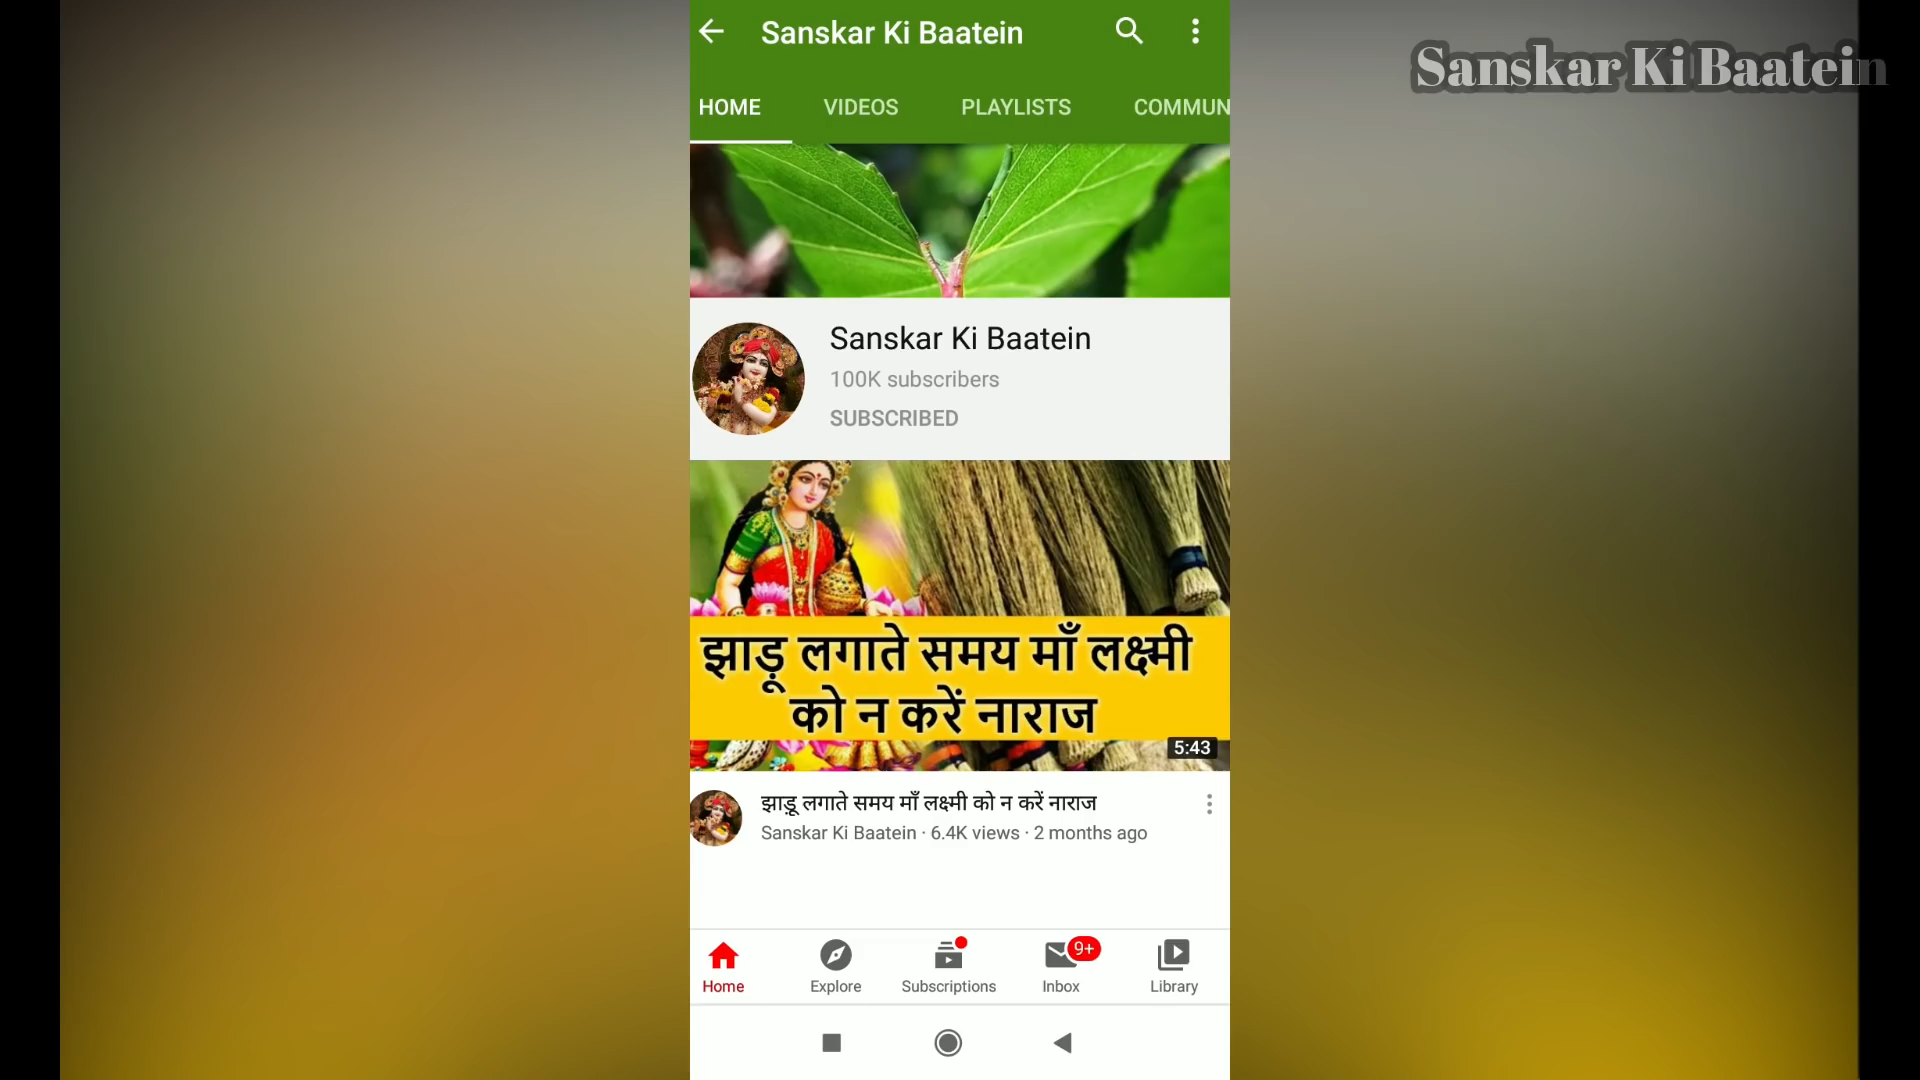 Sanskar Ki Baatein
Sanskar Ki Baatein
HOME VIDEOS PLAYLISTS COMMUN
Sanskar Ki Baatein
100K subscribers
SUBSCRIBED
झाड़ू लगाते समय माँ लक्ष्मी
को न करें नाराज
5:43
झाड़ू लगाते समय माँ लक्ष्मी को न करें नाराज
Sanskar Ki Baatein · 6.4K views · 2 months ago
9+
Home Explore Subscriptions Inbox Library